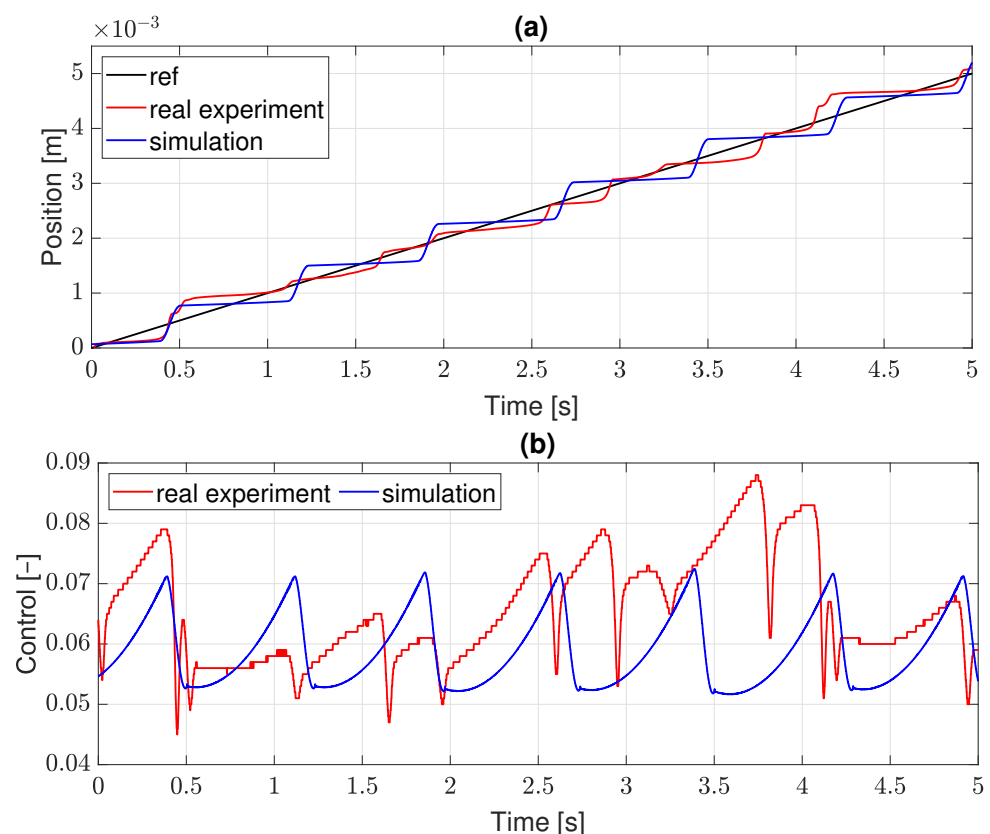 (a)
×10⁻³
ref
real experiment
simulation
5
4
3
2
1
0
Position [m]
0 0.5 1 1.5 2 2.5 3 3.5 4 4.5 5
Time [s]
(b)
real experiment simulation
0.09
0.08
0.07
0.06
0.05
0.04
Control [-]
0 0.5 1 1.5 2 2.5 3 3.5 4 4.5 5
Time [s]